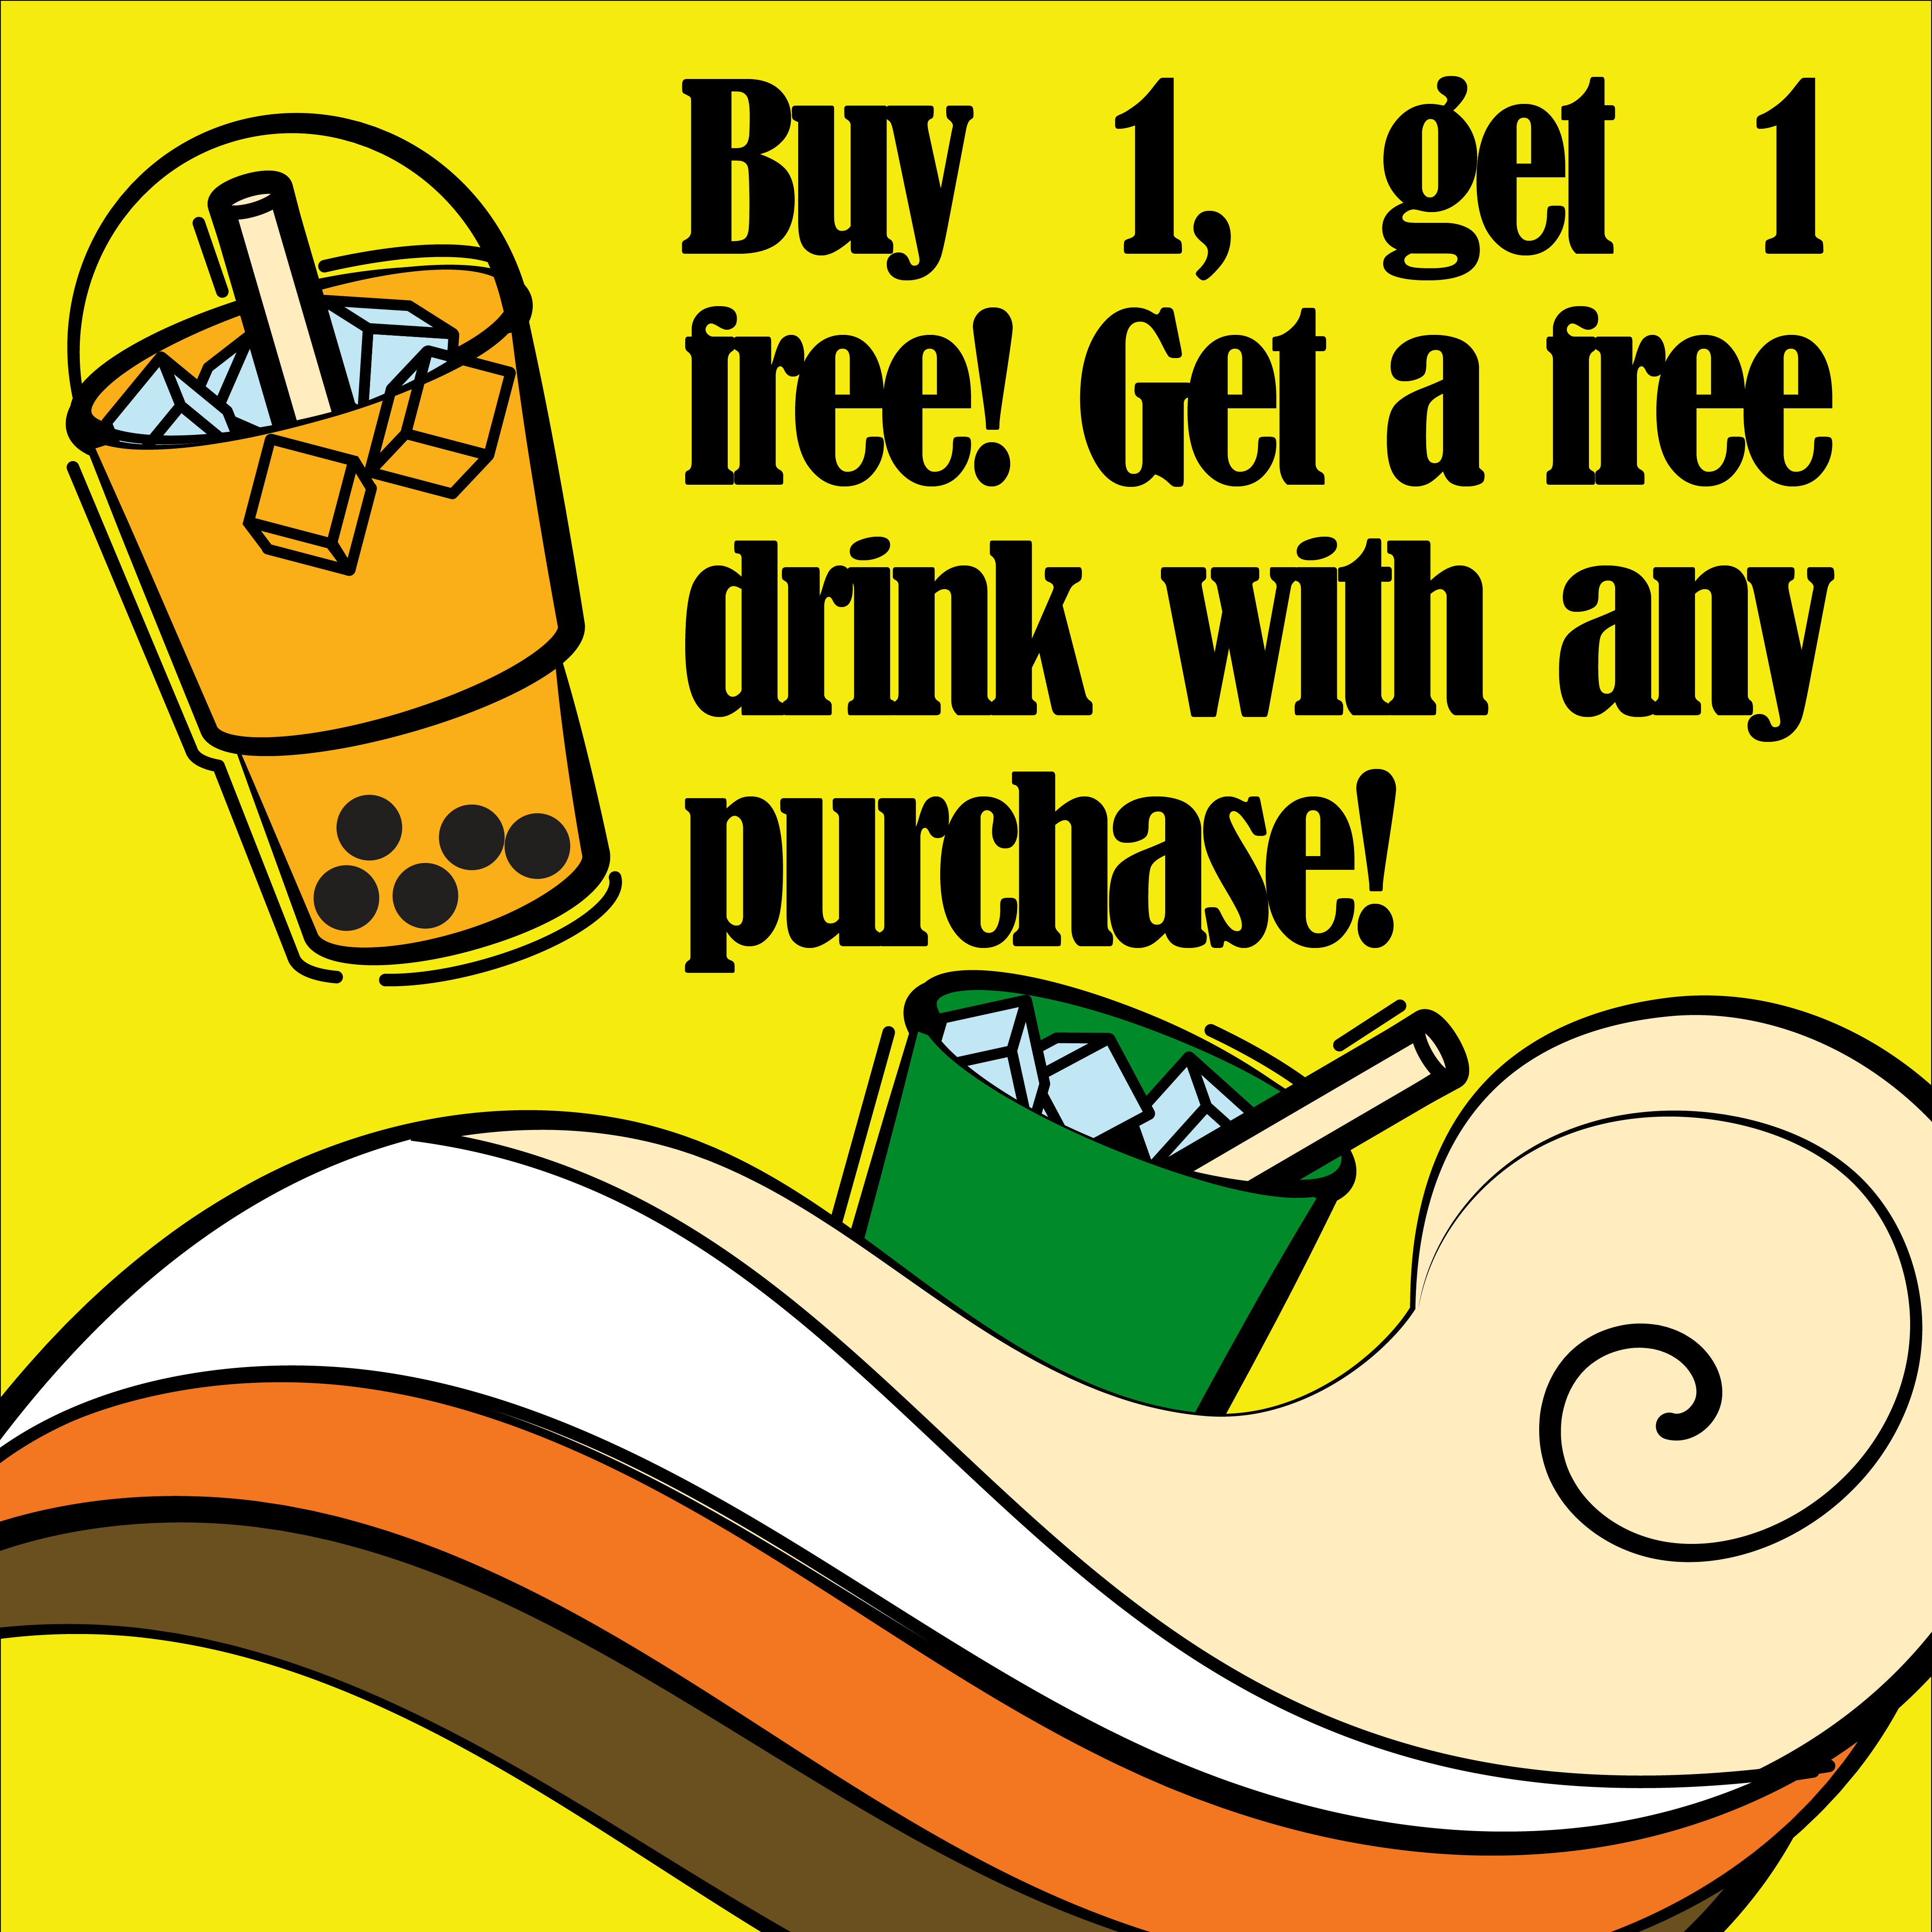 Buy 1, get 1
free! Get a free
drink with any
purchase!